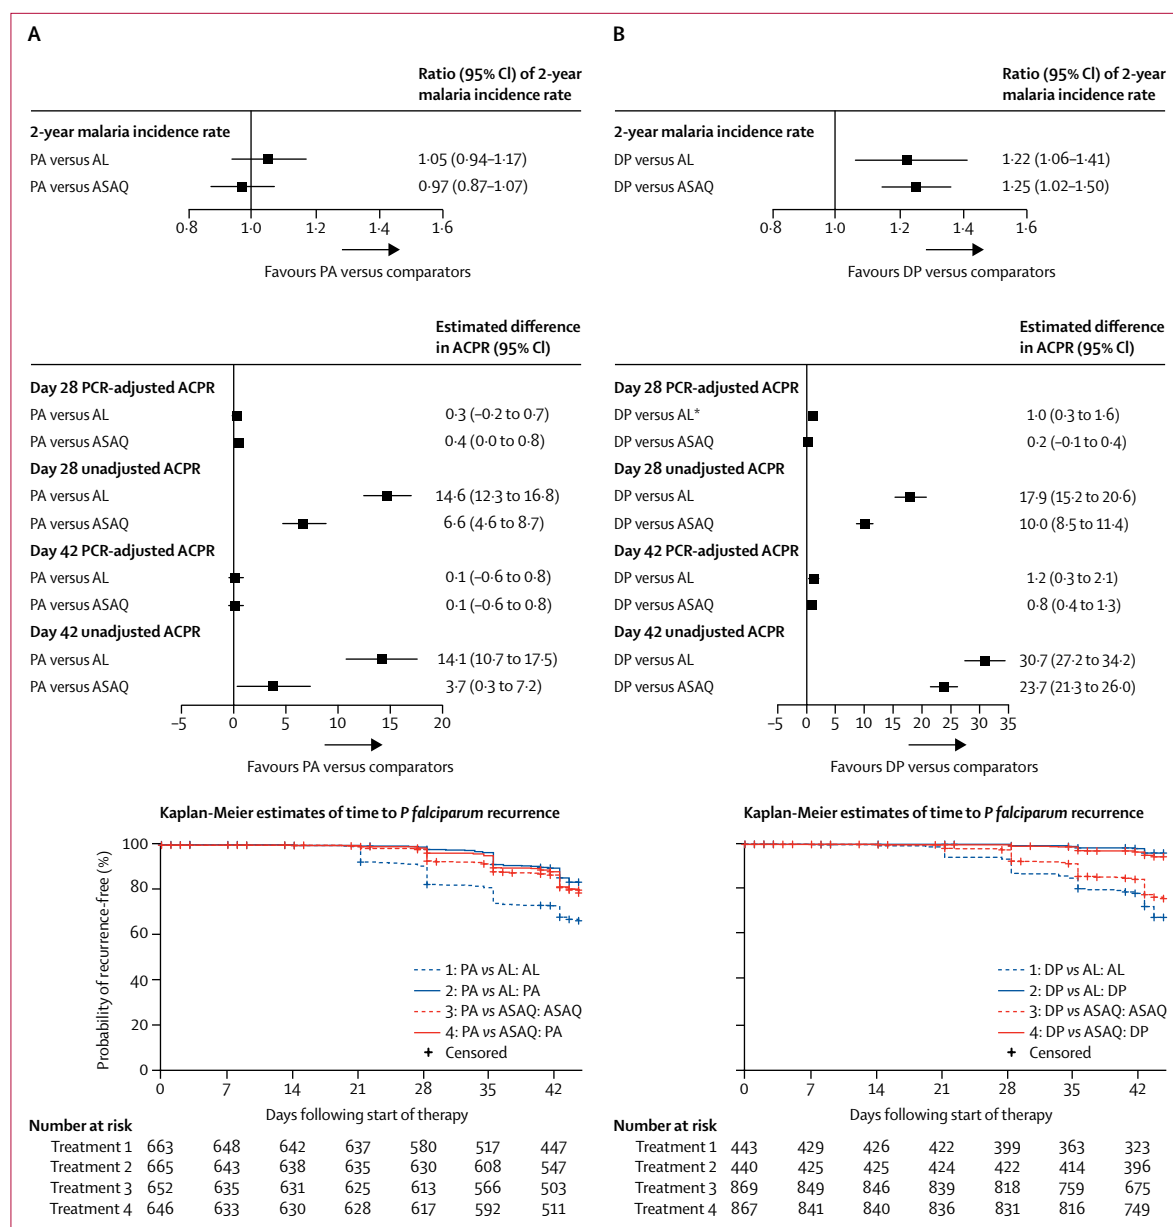 A
Ratio (95% CI) of 2-year
malaria incidence rate
2-year malaria incidence rate
PA versus AL 1·05 (0·94–1·17)
PA versus ASAQ 0·97 (0·87–1·07)
0·8 1·0 1·2 1·4 1·6
Favours PA versus comparators
Estimated difference
in ACPR (95% CI)
Day 28 PCR-adjusted ACPR
PA versus AL 0·3 (–0·2 to 0·7)
PA versus ASAQ 0·4 (0·0 to 0·8)
Day 28 unadjusted ACPR
PA versus AL 14·6 (12·3 to 16·8)
PA versus ASAQ 6·6 (4·6 to 8·7)
Day 42 PCR-adjusted ACPR
PA versus AL 0·1 (–0·6 to 0·8)
PA versus ASAQ 0·1 (–0·6 to 0·8)
Day 42 unadjusted ACPR
PA versus AL 14·1 (10·7 to 17·5)
PA versus ASAQ 3·7 (0·3 to 7·2)
–5 0 5 10 15 20
Favours PA versus comparators
Kaplan-Meier estimates of time to P falciparum recurrence
Probability of recurrence-free (%)
100
80
60
40
20
0
1: PA vs AL: AL
2: PA vs AL: PA
3: PA vs ASAQ: ASAQ
4: PA vs ASAQ: PA
Censored
0 7 14 21 28 35 42
Days following start of therapy
Number at risk
Treatment 1 663 648 642 637 580 517 447
Treatment 2 665 643 638 635 630 608 547
Treatment 3 652 635 631 625 613 566 503
Treatment 4 646 633 630 628 617 592 511
B
Ratio (95% CI) of 2-year
malaria incidence rate
2-year malaria incidence rate
DP versus AL 1·22 (1·06–1·41)
DP versus ASAQ 1·25 (1·02–1·50)
0·8 1·0 1·2 1·4 1·6
Favours DP versus comparators
Estimated difference
in ACPR (95% CI)
Day 28 PCR-adjusted ACPR
DP versus AL* 1·0 (0·3 to 1·6)
DP versus ASAQ 0·2 (–0·1 to 0·4)
Day 28 unadjusted ACPR
DP versus AL 17·9 (15·2 to 20·6)
DP versus ASAQ 10·0 (8·5 to 11·4)
Day 42 PCR-adjusted ACPR
DP versus AL 1·2 (0·3 to 2·1)
DP versus ASAQ 0·8 (0·4 to 1·3)
Day 42 unadjusted ACPR
DP versus AL 30·7 (27·2 to 34·2)
DP versus ASAQ 23·7 (21·3 to 26·0)
–5 0 5 10 15 20 25 30 35
Favours DP versus comparators
Kaplan-Meier estimates of time to P falciparum recurrence
1: DP vs AL: AL
2: DP vs AL: DP
3: DP vs ASAQ: ASAQ
4: DP vs ASAQ: DP
Censored
0 7 14 21 28 35 42
Days following start of therapy
Number at risk
Treatment 1 443 429 426 422 399 363 323
Treatment 2 440 425 425 424 422 414 396
Treatment 3 869 849 846 839 818 759 675
Treatment 4 867 841 840 836 831 816 749